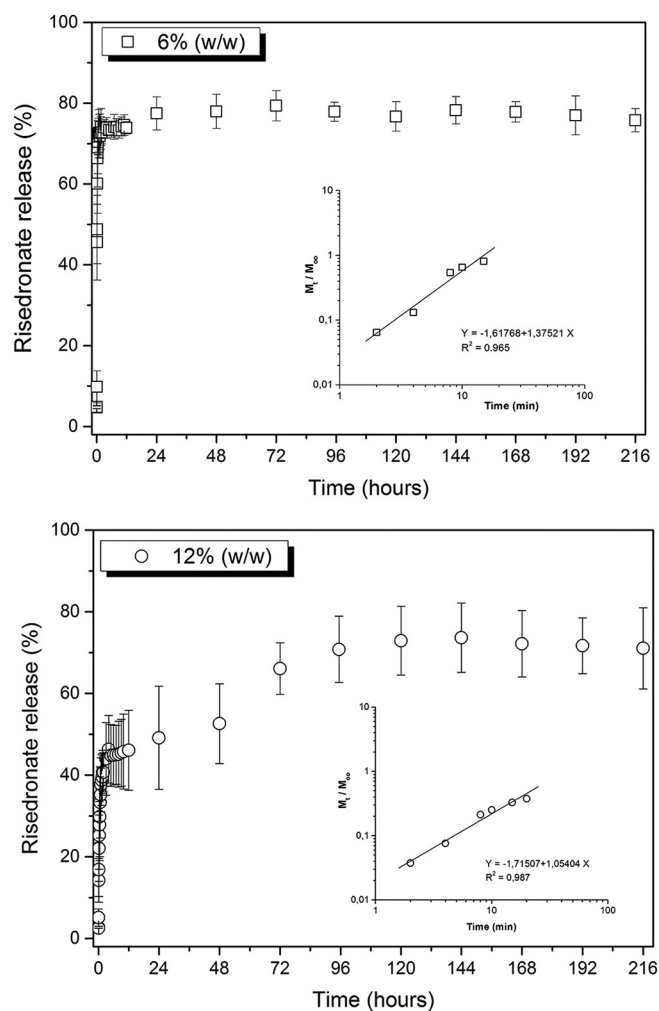 100
80
60
40
20
0
6% (w/w)
Risedronate release (%)
10
1
0,1
0,01
Mₜ / M∞
Y = -1,61768+1,37521 X
R² = 0.965
1
10
100
Time (min)
0 24 48 72 96 120 144 168 192 216
Time (hours)
100
80
60
40
20
0
12% (w/w)
Risedronate release (%)
10
1
0,1
0,01
Mₜ / M∞
Y = -1,71507+1,05404 X
R² = 0,987
1
10
100
Time (min)
0 24 48 72 96 120 144 168 192 216
Time (hours)